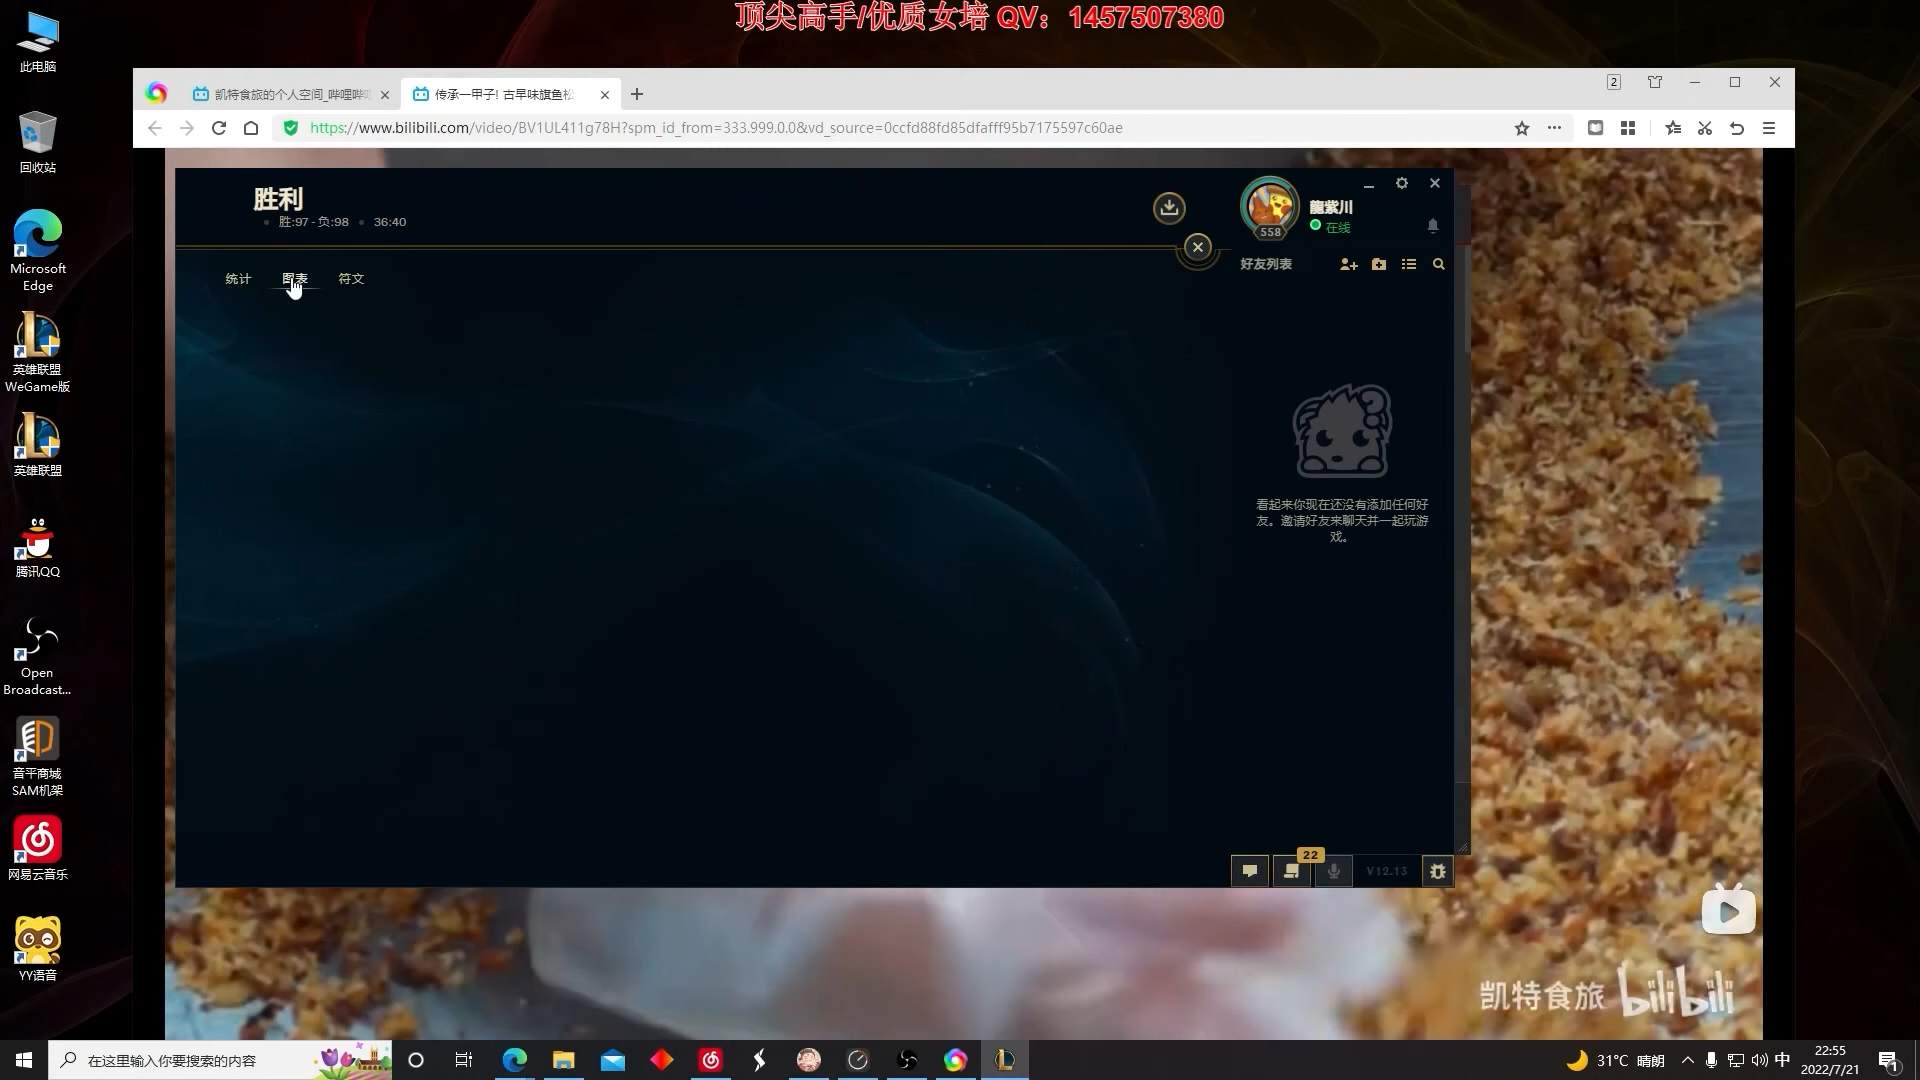 顶尖高手/优质女培 QV：1457507380
此电脑
回收站
Microsoft
Edge
英雄联盟
WeGame版
英雄联盟
腾讯QQ
Open
Broadcast...
音平商城
SAM机架
网易云音乐
YY语音
凯特食旅的个人空间_哔哩哔
传承一甲子! 古早味旗鱼松
2
https://www.bilibili.com/video/BV1UL411g78H?spm_id_from=333.999.0.0&vd_source=0ccfd88fd85dfafff95b7175597c60ae
胜利
胜:97 - 负:98 • 36:40
统计
图表
符文
558
龍紫川
在线
好友列表
看起来你现在还没有添加任何好
友。邀请好友来聊天并一起玩游
戏。
22
V12.13
凯特食旅 bilibili
在这里输入你要搜索的内容
31°C 晴朗
中
22:55
2022/7/21
1